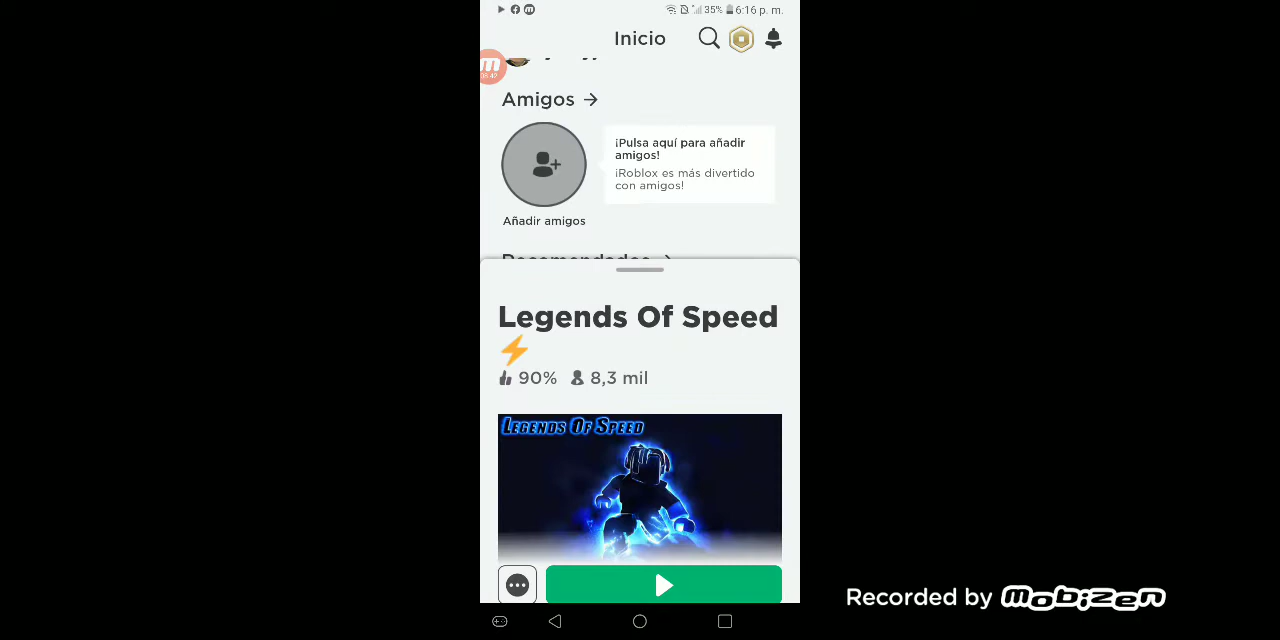 35% 6:16 p. m.
Inicio
Amigos →
¡Pulsa aquí para añadir
amigos!
¡Roblox es más divertido
con amigos!
Añadir amigos
Recomendados
Legends Of Speed
⚡
90% 8,3 mil
LEGENDS OF SPEED
Recorded by mobizen